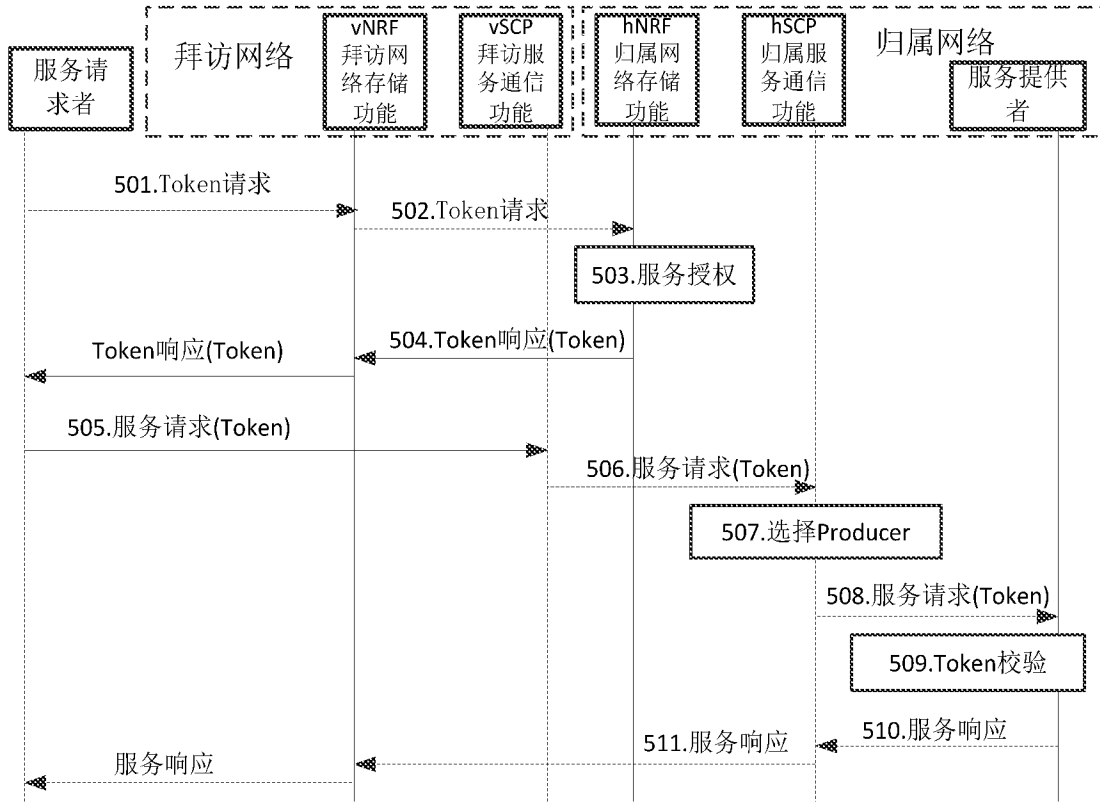 拜访网络
归属网络
服务请
求者
vNRF
拜访网
络存储
功能
vSCP
拜访服
务通信
功能
hNRF
归属网
络存储
功能
hSCP
归属服
务通信
功能
服务提供
者
501.Token请求
502.Token请求
503.服务授权
504.Token响应(Token)
Token响应(Token)
505.服务请求(Token)
506.服务请求(Token)
507.选择Producer
508.服务请求(Token)
509.Token校验
510.服务响应
511.服务响应
服务响应